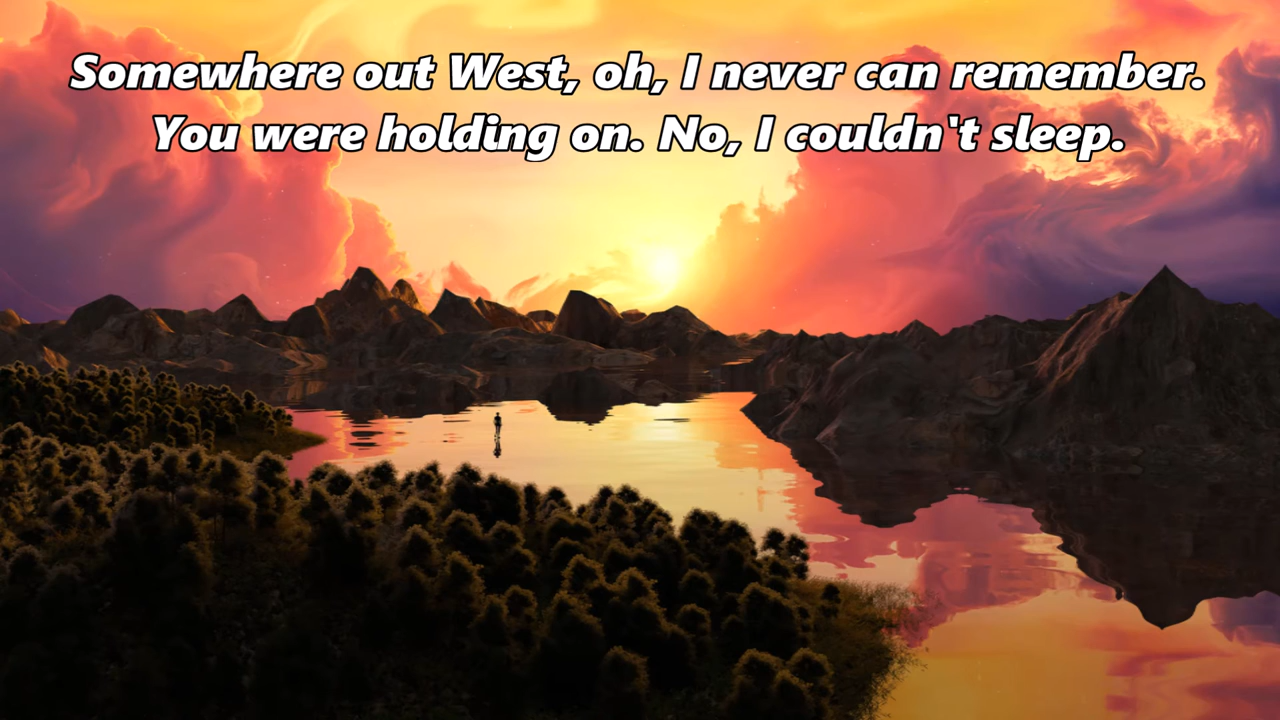 Somewhere out West, oh, I never can remember.
You were holding on. No, I couldn't sleep.